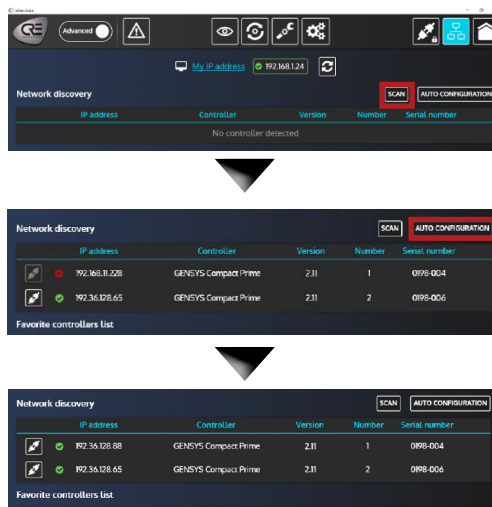 CRE
Advanced
My IP address 192.168.1.24
Network discovery SCAN AUTO CONFIGURATION
IP address Controller Version Number Serial number
No controller detected
Network discovery SCAN AUTO CONFIGURATION
IP address Controller Version Number Serial number
192.168.11.228 GENSYS Compact Prime 2.11 1 0198-004
192.36.128.65 GENSYS Compact Prime 2.11 2 0198-006
Favorite controllers list
Network discovery SCAN AUTO CONFIGURATION
IP address Controller Version Number Serial number
192.36.128.88 GENSYS Compact Prime 2.11 1 0198-004
192.36.128.65 GENSYS Compact Prime 2.11 2 0198-006
Favorite controllers list